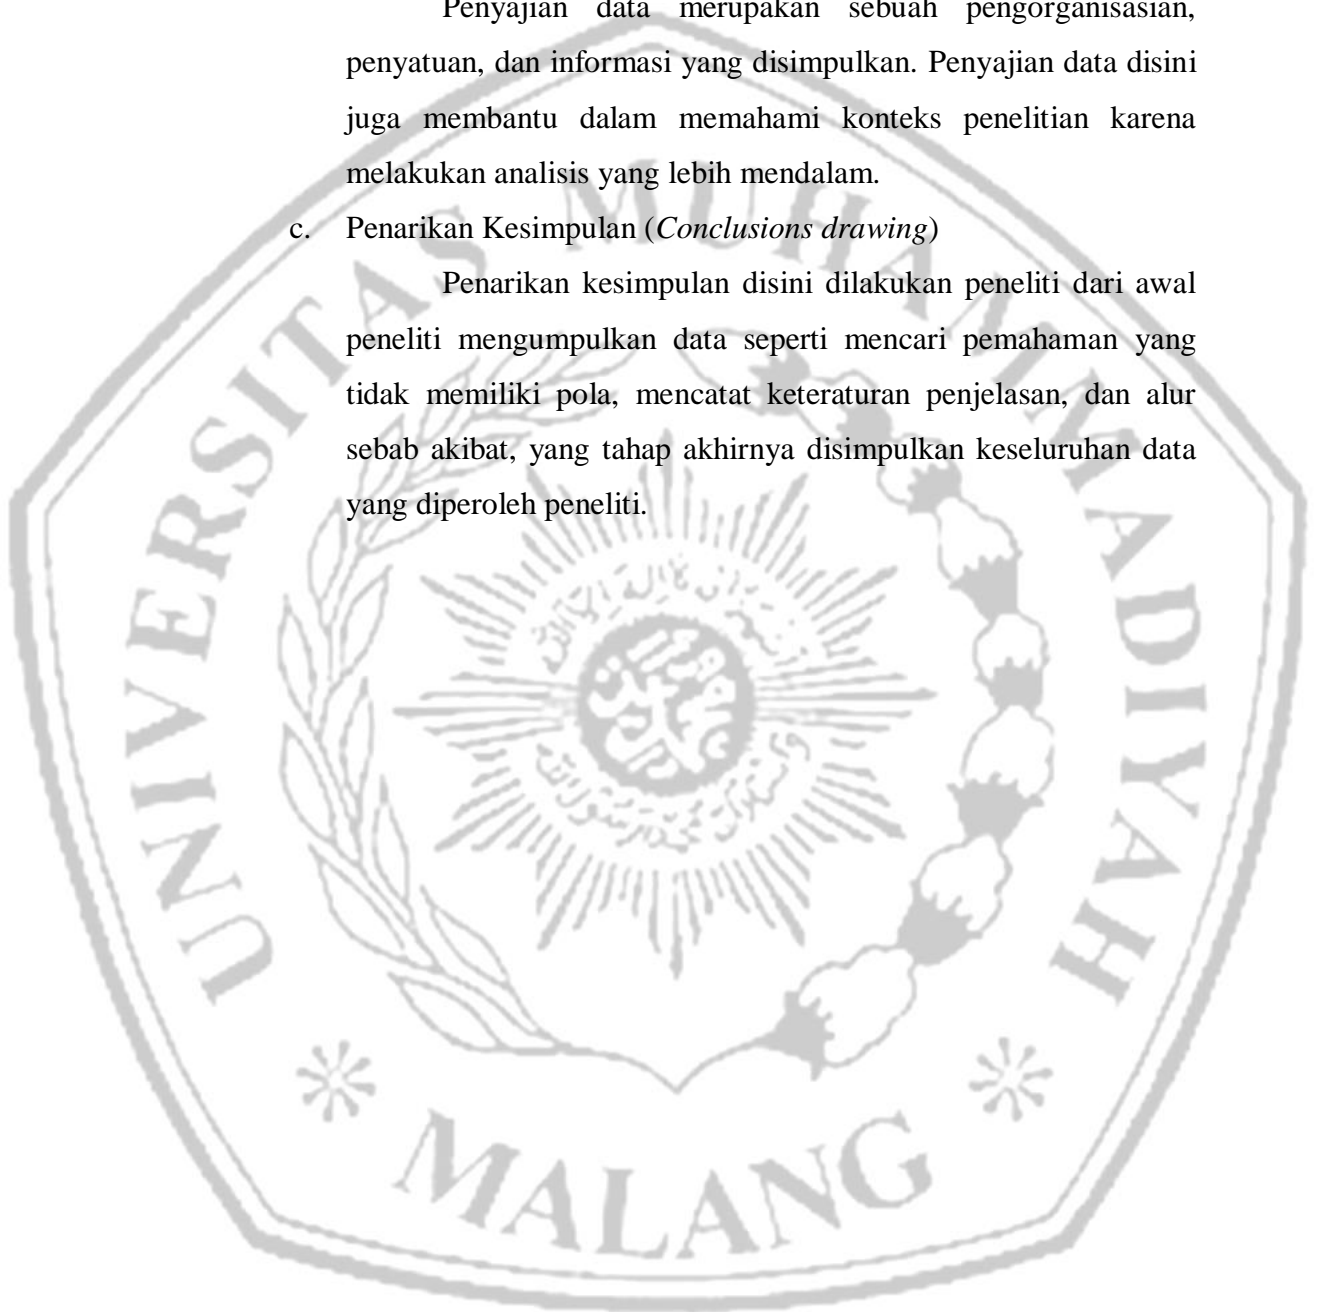 Penyajian data merupakan sebuah pengorganisasian,
penyatuan, dan informasi yang disimpulkan. Penyajian data disini
juga membantu dalam memahami konteks penelitian karena
melakukan analisis yang lebih mendalam.
c. Penarikan Kesimpulan (Conclusions drawing)
Penarikan kesimpulan disini dilakukan peneliti dari awal
peneliti mengumpulkan data seperti mencari pemahaman yang
tidak memiliki pola, mencatat keteraturan penjelasan, dan alur
sebab akibat, yang tahap akhirnya disimpulkan keseluruhan data
yang diperoleh peneliti.
UNIVERSITAS MUHAMMADIYAH
MALANG